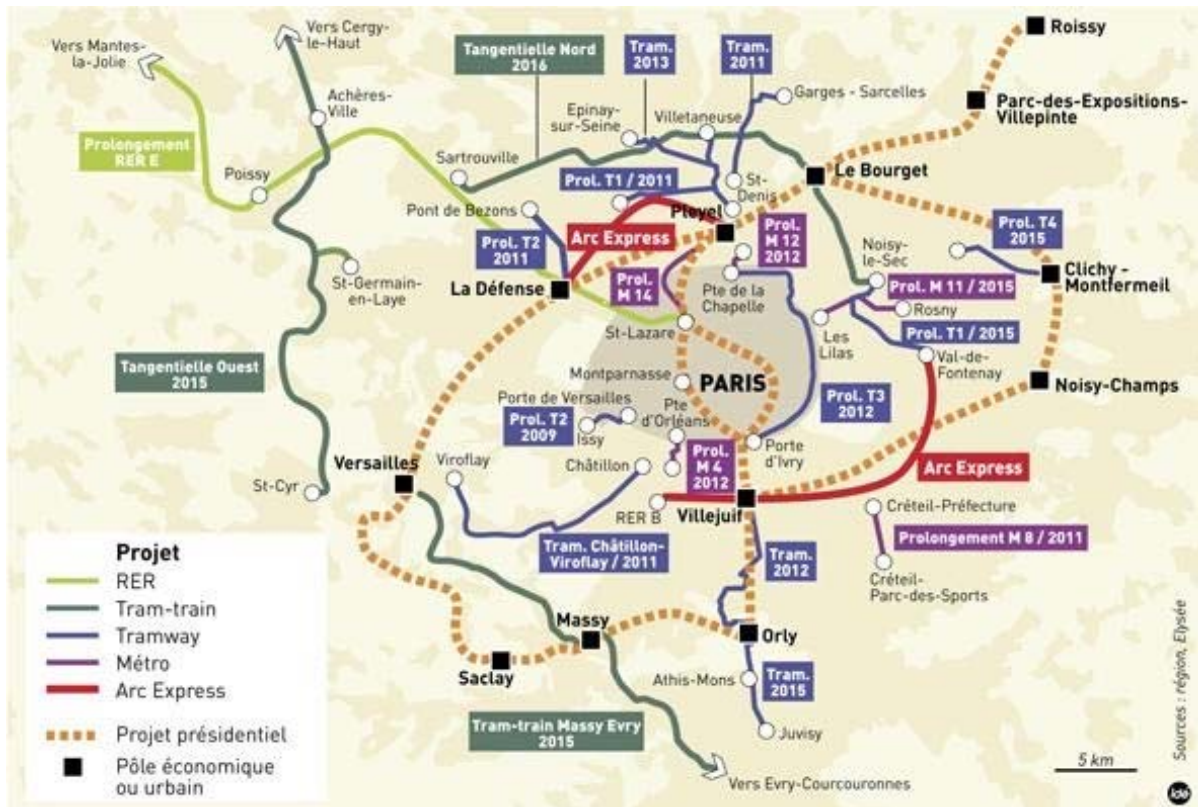 Vers Mantes-
la-Jolie
Vers Cergy-
le-Haut
Tangentielle Nord
2016
Tram.
2013
Tram.
2011
Roissy
Parc-des-Expositions-
Villepinte
Achères-
Ville
Epinay-
sur-Seine
Villetaneuse
Garges - Sarcelles
Prolongement
RER E
Poissy
Sartrouville
Le Bourget
Prol. T1 / 2011
St-
Denis
Pont de Bezons
Pleyel
Arc Express
Prol. T2
2011
Prol.
M 12
2012
Noisy-
le-Sec
Prol. T4
2015
St-Germain-
en-Laye
La Défense
Prol.
M 14
Pte de la
Chapelle
Clichy -
Montfermeil
Prol. M 11 / 2015
Rosny
St-Lazare
Les
Lilas
Prol. T1 / 2015
Val-de-
Fontenay
Tangentielle Ouest
2015
Montparnasse
PARIS
Noisy-Champs
Porte de Versailles
Pte
d'Orléans
Prol. T3
2012
Prol. T2
2009
Issy
Porte
d'Ivry
Versailles
Viroflay
Châtillon
Prol.
M 4
2012
Arc Express
St-Cyr
RER B
Villejuif
Créteil-Préfecture
Prolongement M 8 / 2011
Tram. Châtillon-
Viroflay / 2011
Tram.
2012
Créteil-
Parc-des-Sports
Massy
Orly
Saclay
Athis-Mons
Tram.
2015
Tram-train Massy Evry
2015
Juvisy
Vers Evry-Courcouronnes
Projet
RER
Tram-train
Tramway
Métro
Arc Express
Projet présidentiel
Pôle économique
ou urbain
5 km
Sources : région, Elysée
idé